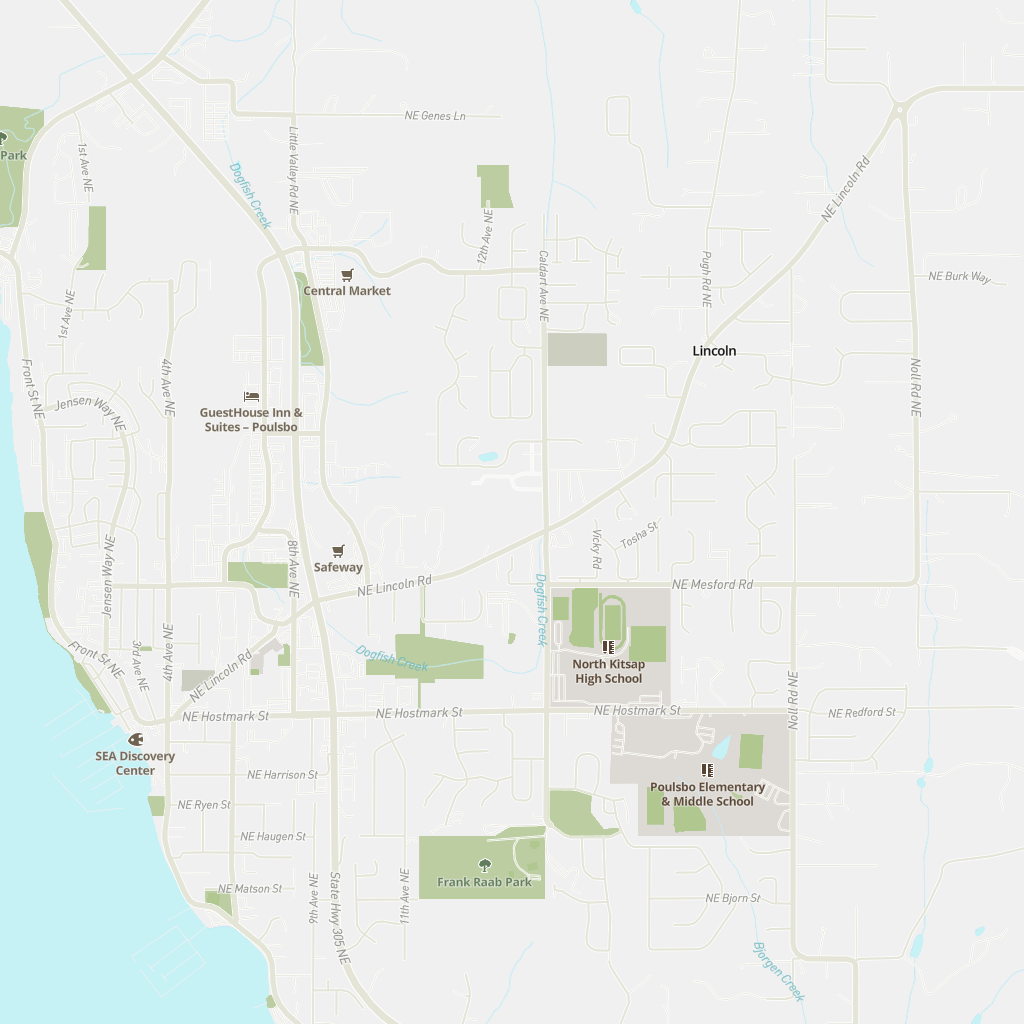 NE Genes Ln
Park
1st Ave NE
Little Valley Rd NE
Dogfish Creek
NE Lincoln Rd
12th Ave NE
Caldart Ave NE
Pugh Rd NE
NE Burk Way
Central Market
1st Ave NE
Lincoln
Front St NE
4th Ave NE
Noll Rd NE
Jensen Way NE
GuestHouse Inn &
Suites – Poulsbo
Vicky Rd
Tosha St
Jensen Way NE
8th Ave NE
Safeway
NE Lincoln Rd
NE Mesford Rd
Dogfish Creek
3rd Ave NE
4th Ave NE
Front St NE
NE Lincoln Rd
Dogfish Creek
North Kitsap
High School
Noll Rd NE
NE Hostmark St
NE Hostmark St
NE Hostmark St
NE Redford St
SEA Discovery
Center
NE Harrison St
Poulsbo Elementary
& Middle School
NE Ryen St
NE Haugen St
NE Matson St
9th Ave NE
State Hwy 305 NE
11th Ave NE
Frank Raab Park
NE Bjorn St
Bjorgen Creek